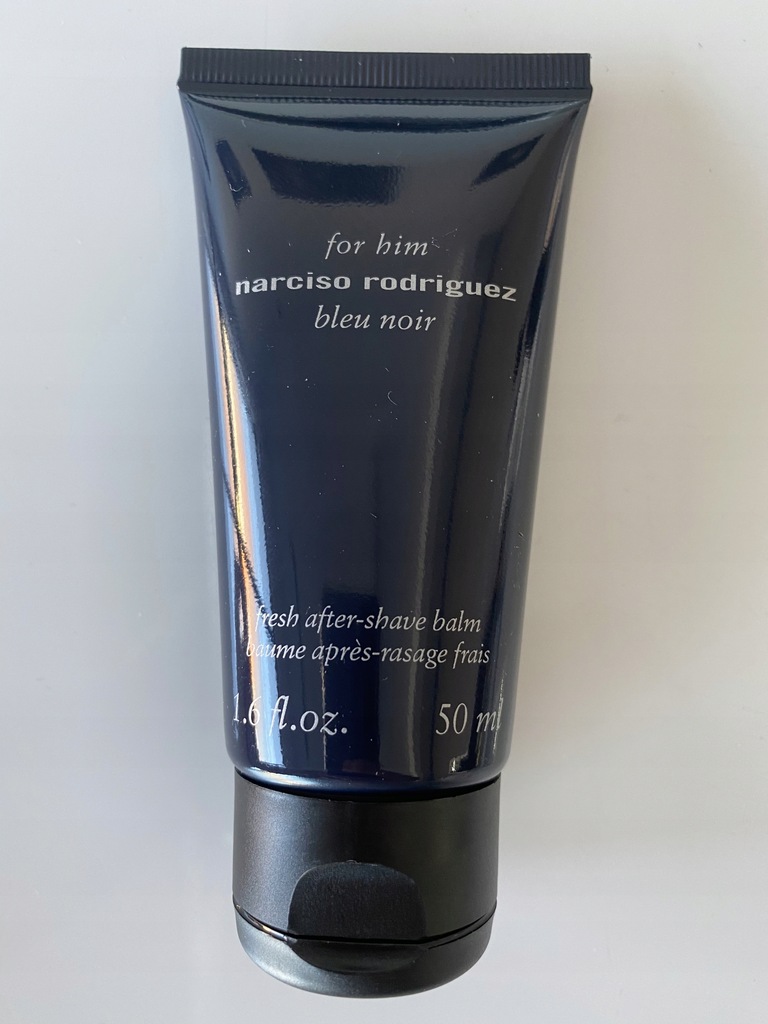 for him
narciso rodriguez
bleu noir
fresh after-shave balm
baume après-rasage frais
1.6 fl.oz. 50 ml